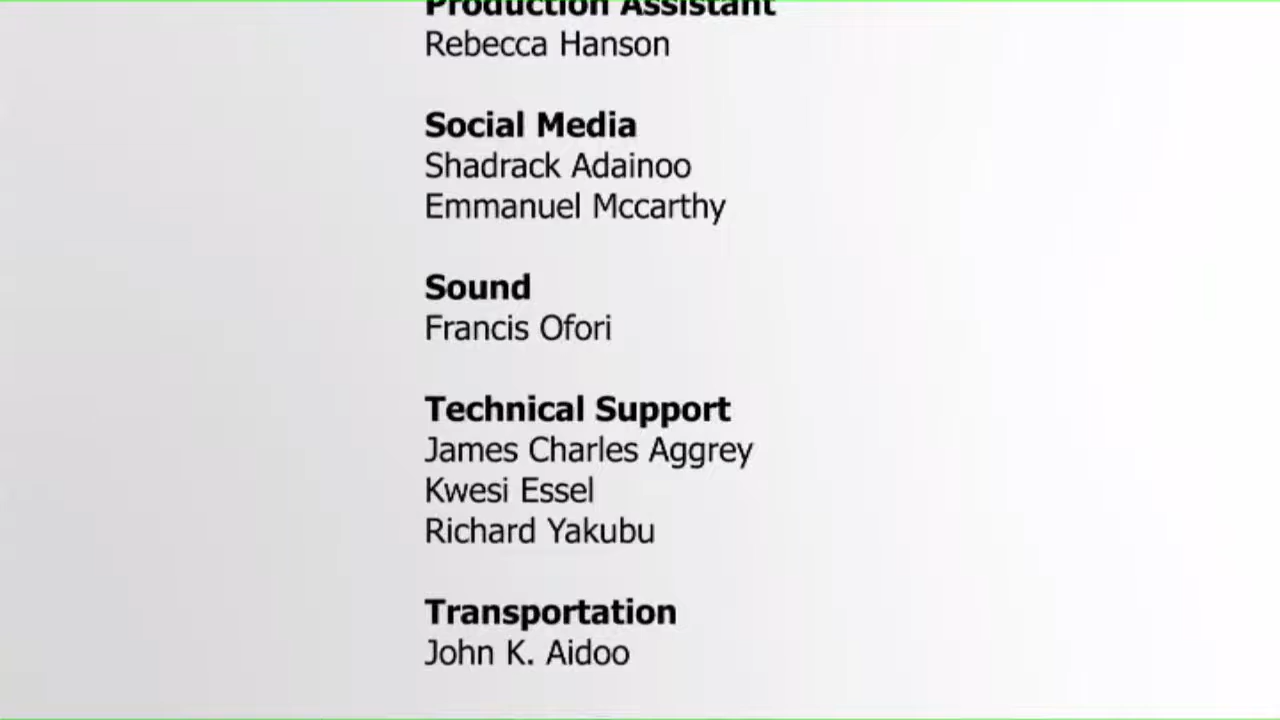 Production Assistant
Rebecca Hanson
Social Media
Shadrack Adainoo
Emmanuel Mccarthy
Sound
Francis Ofori
Technical Support
James Charles Aggrey
Kwesi Essel
Richard Yakubu
Transportation
John K. Aidoo